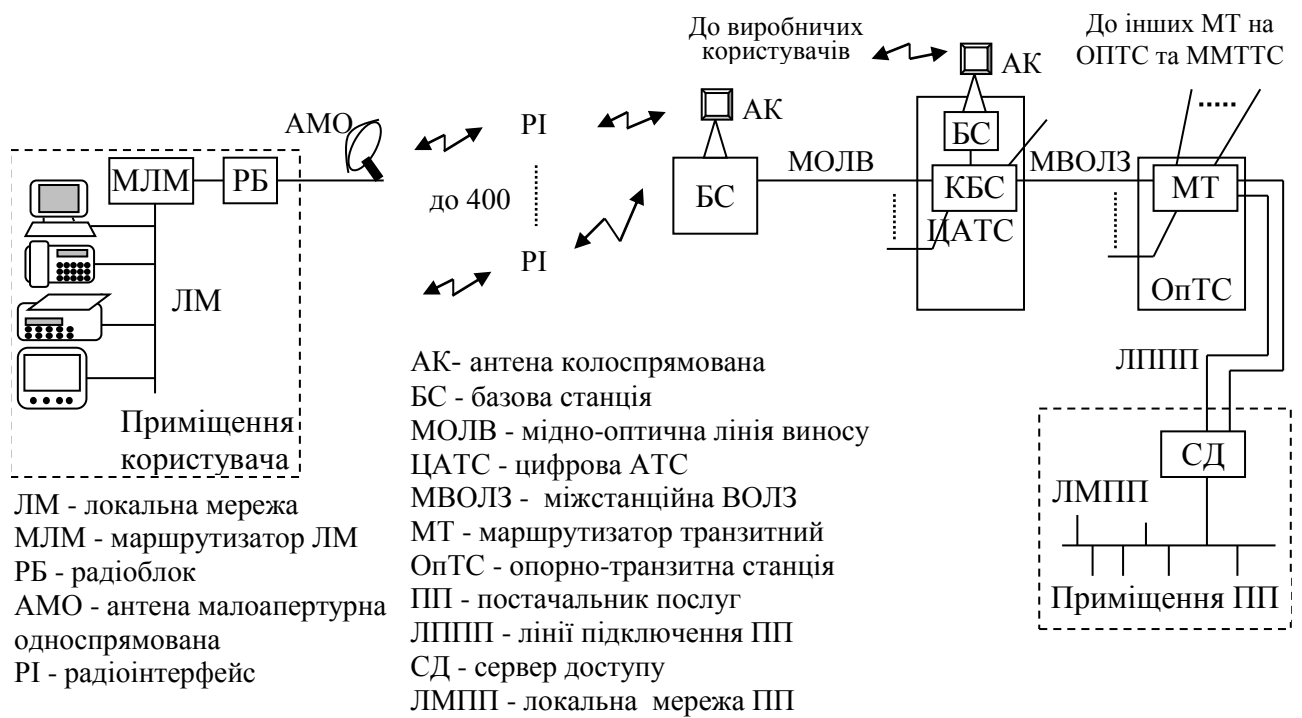 До виробничих
користувачів
До інших МТ на
ОПТС та ММТТС
АК
АК
АМО
РІ
БС
МОЛВ
МВОЛЗ
МЛМ
РБ
до 400
БС
КБС
МТ
ЦАТС
РІ
ЛМ
ОпТС
ЛППП
Приміщення
користувача
СД
ЛМПП
Приміщення ПП
ЛМ - локальна мережа
МЛМ - маршрутизатор ЛМ
РБ - радіоблок
АМО - антена малоапертурна
односпрямована
РІ - радіоінтерфейс
АК- антена колоспрямована
БС - базова станція
МОЛВ - мідно-оптична лінія виносу
ЦАТС - цифрова АТС
МВОЛЗ - міжстанційна ВОЛЗ
МТ - маршрутизатор транзитний
ОпТС - опорно-транзитна станція
ПП - постачальник послуг
ЛППП - лінії підключення ПП
СД - сервер доступу
ЛМПП - локальна мережа ПП